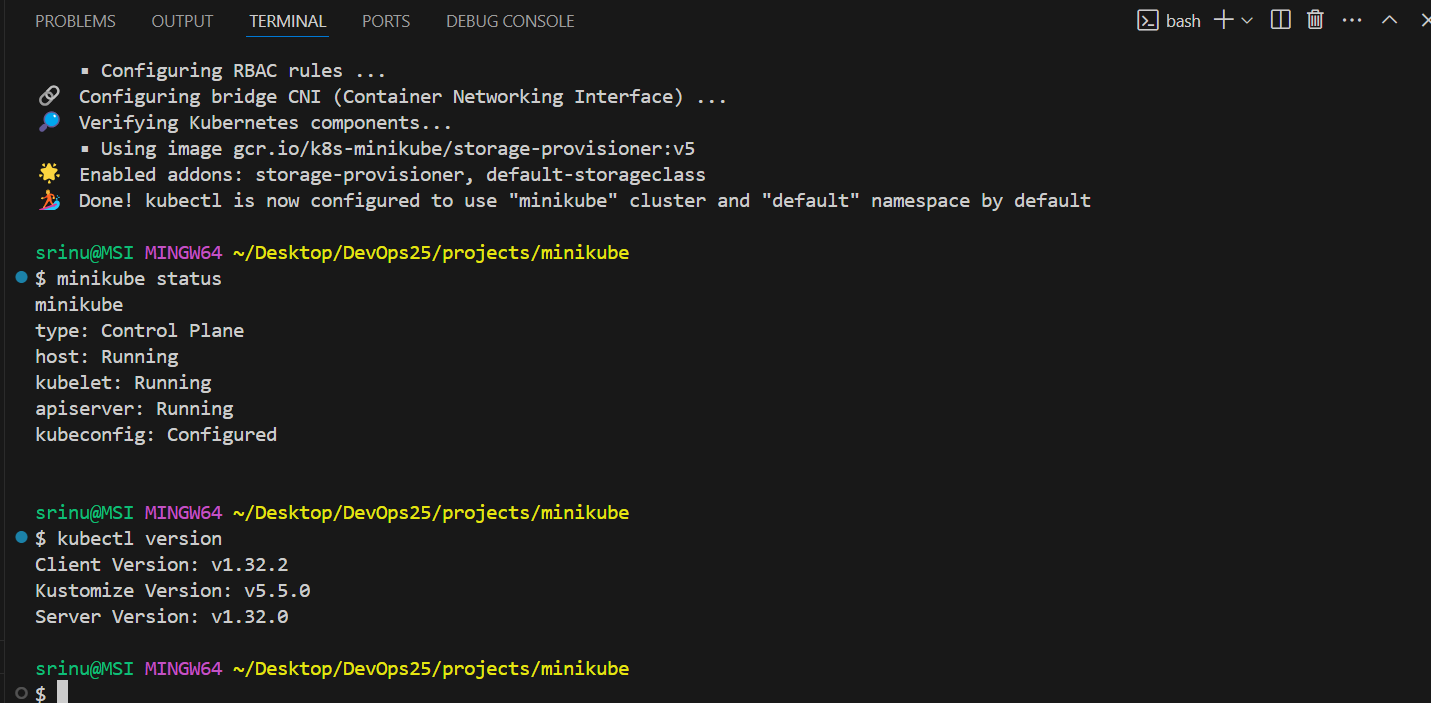 PROBLEMS OUTPUT TERMINAL PORTS DEBUG CONSOLE bash
▪ Configuring RBAC rules ...
🔗 Configuring bridge CNI (Container Networking Interface) ...
🔎 Verifying Kubernetes components...
▪ Using image gcr.io/k8s-minikube/storage-provisioner:v5
🌟 Enabled addons: storage-provisioner, default-storageclass
🏄 Done! kubectl is now configured to use "minikube" cluster and "default" namespace by default
srinu@MSI MINGW64 ~/Desktop/DevOps25/projects/minikube
$ minikube status
minikube
type: Control Plane
host: Running
kubelet: Running
apiserver: Running
kubeconfig: Configured
srinu@MSI MINGW64 ~/Desktop/DevOps25/projects/minikube
$ kubectl version
Client Version: v1.32.2
Kustomize Version: v5.5.0
Server Version: v1.32.0
srinu@MSI MINGW64 ~/Desktop/DevOps25/projects/minikube
$